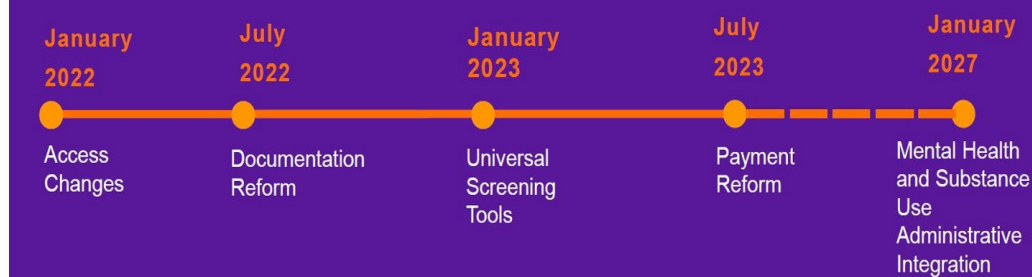 January
2022
July
2022
January
2023
July
2023
January
2027
Access
Changes
Documentation
Reform
Universal
Screening
Tools
Payment
Reform
Mental Health
and Substance
Use
Administrative
Integration